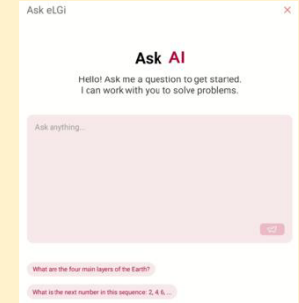 Ask eLGi
Ask AI
Hello! Ask me a question to get started.
I can work with you to solve problems.
Ask anything...
What are the four main layers of the Earth?
What is the next number in this sequence: 2, 4, 6, ...